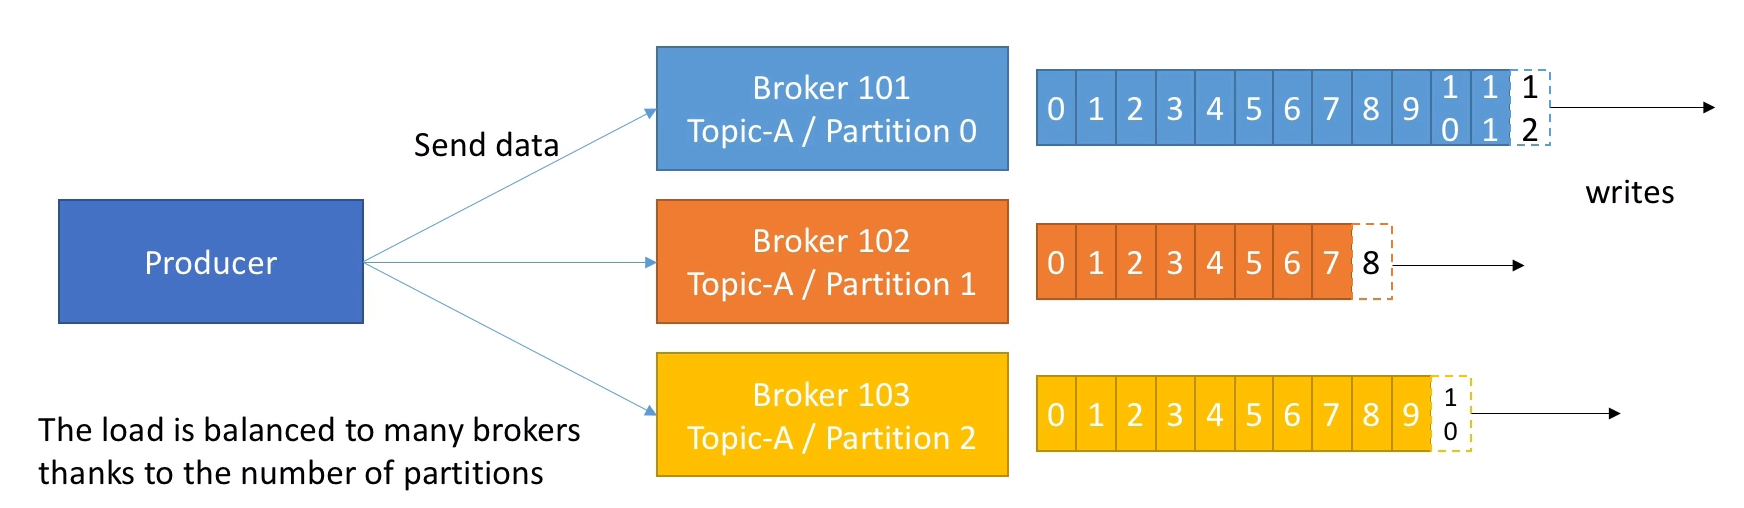 Broker 101
Topic-A / Partition 0
0 1 2 3 4 5 6 7 8 9 10 11 12
Send data
writes
Producer
Broker 102
Topic-A / Partition 1
0 1 2 3 4 5 6 7 8
Broker 103
Topic-A / Partition 2
0 1 2 3 4 5 6 7 8 9 10
The load is balanced to many brokers
thanks to the number of partitions